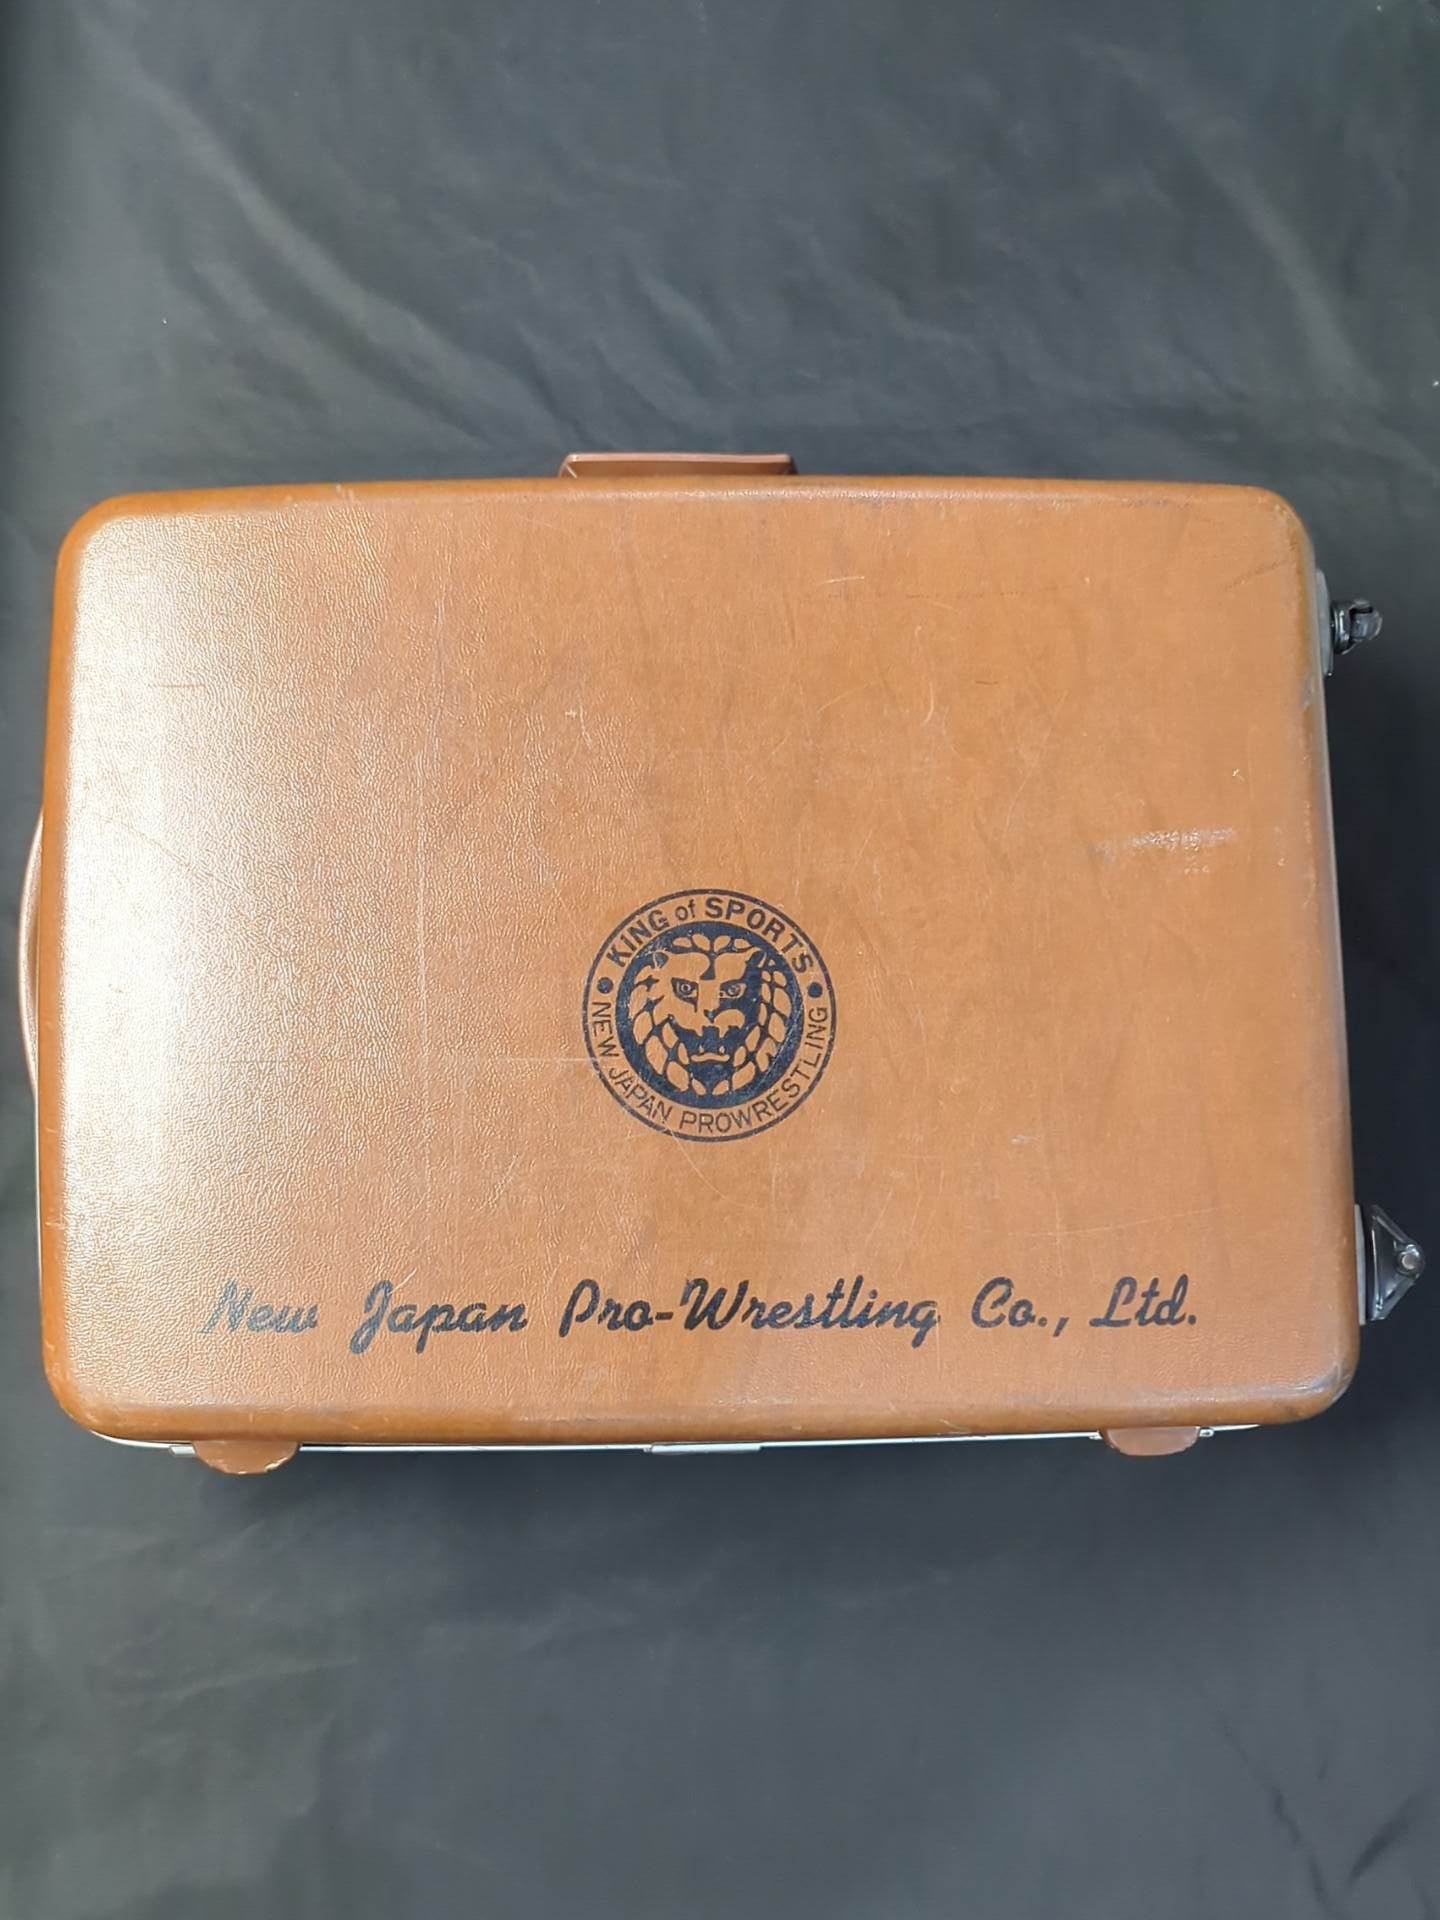 KING of SPORTS
NEW JAPAN PROWRESTLING
New Japan Pro-Wrestling Co., Ltd.